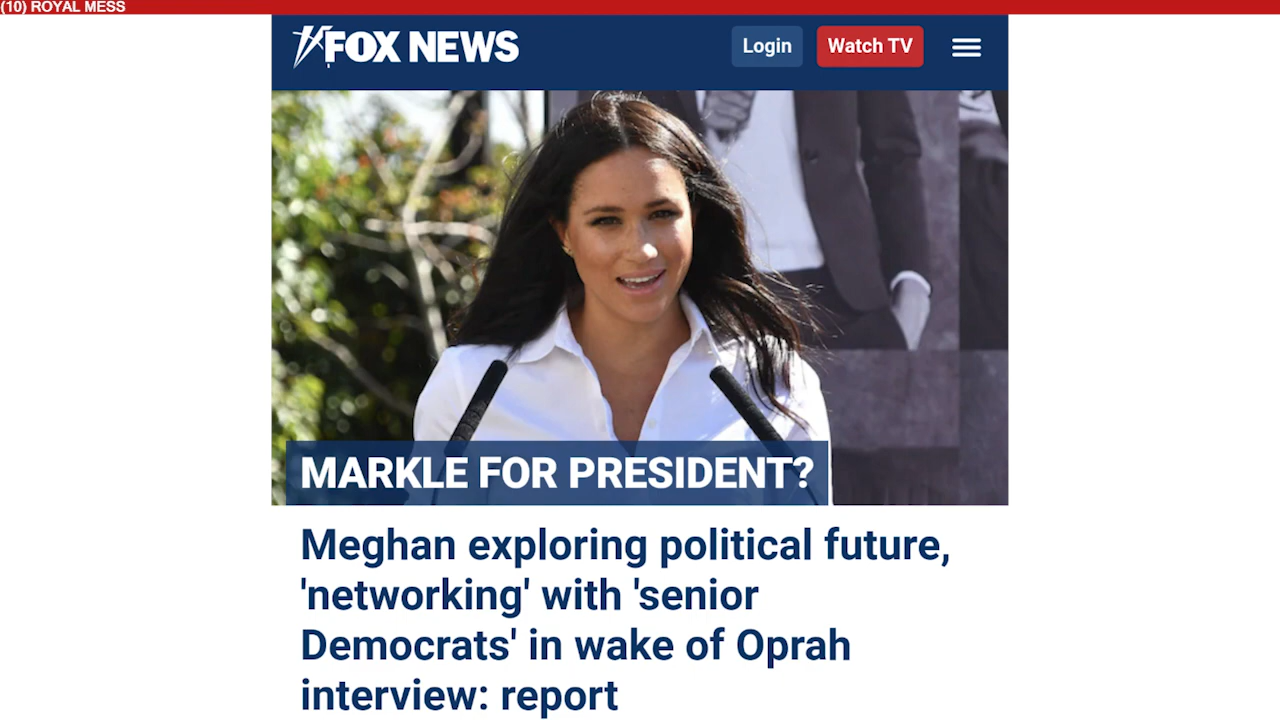 (10) ROYAL MESS
FOX NEWS
Login
Watch TV
MARKLE FOR PRESIDENT?
Meghan exploring political future,
'networking' with 'senior
Democrats' in wake of Oprah
interview: report